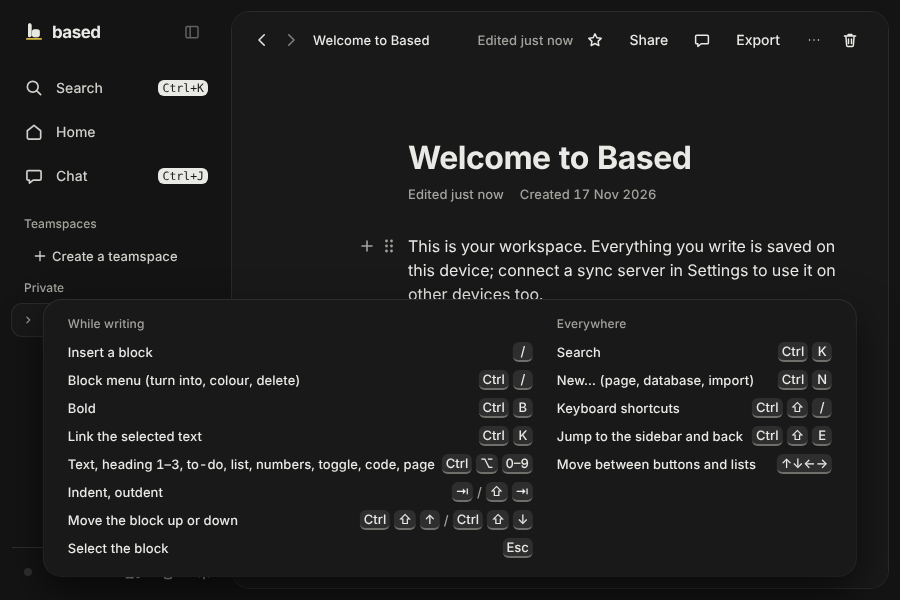 based
Search Ctrl+K
Home
Chat Ctrl+J
Teamspaces
+ Create a teamspace
Private
Welcome to Based
Edited just now
Share
Export
Welcome to Based
Edited just now Created 17 Nov 2026
This is your workspace. Everything you write is saved on
this device; connect a sync server in Settings to use it on
other devices too.
While writing
Insert a block /
Block menu (turn into, colour, delete) Ctrl /
Bold Ctrl B
Link the selected text Ctrl K
Text, heading 1–3, to-do, list, numbers, toggle, code, page Ctrl ⌥ 0–9
Indent, outdent ⇥ / ⇧ ⇥
Move the block up or down Ctrl ⇧ ↑ / Ctrl ⇧ ↓
Select the block Esc
Everywhere
Search Ctrl K
New… (page, database, import) Ctrl N
Keyboard shortcuts Ctrl ⇧ /
Jump to the sidebar and back Ctrl ⇧ E
Move between buttons and lists ↑↓←→